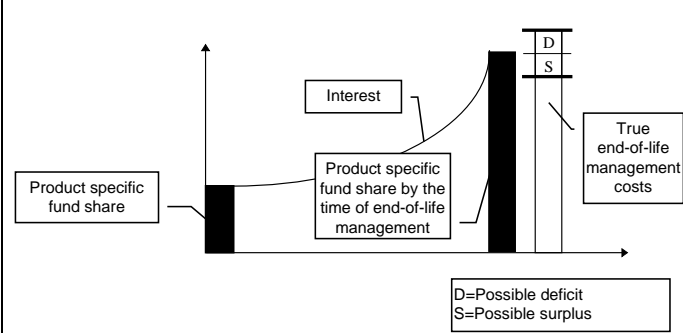 D
S
Interest
True
end-of-life
management
costs
Product specific
fund share by the
time of end-of-life
management
Product specific
fund share
D=Possible deficit
S=Possible surplus